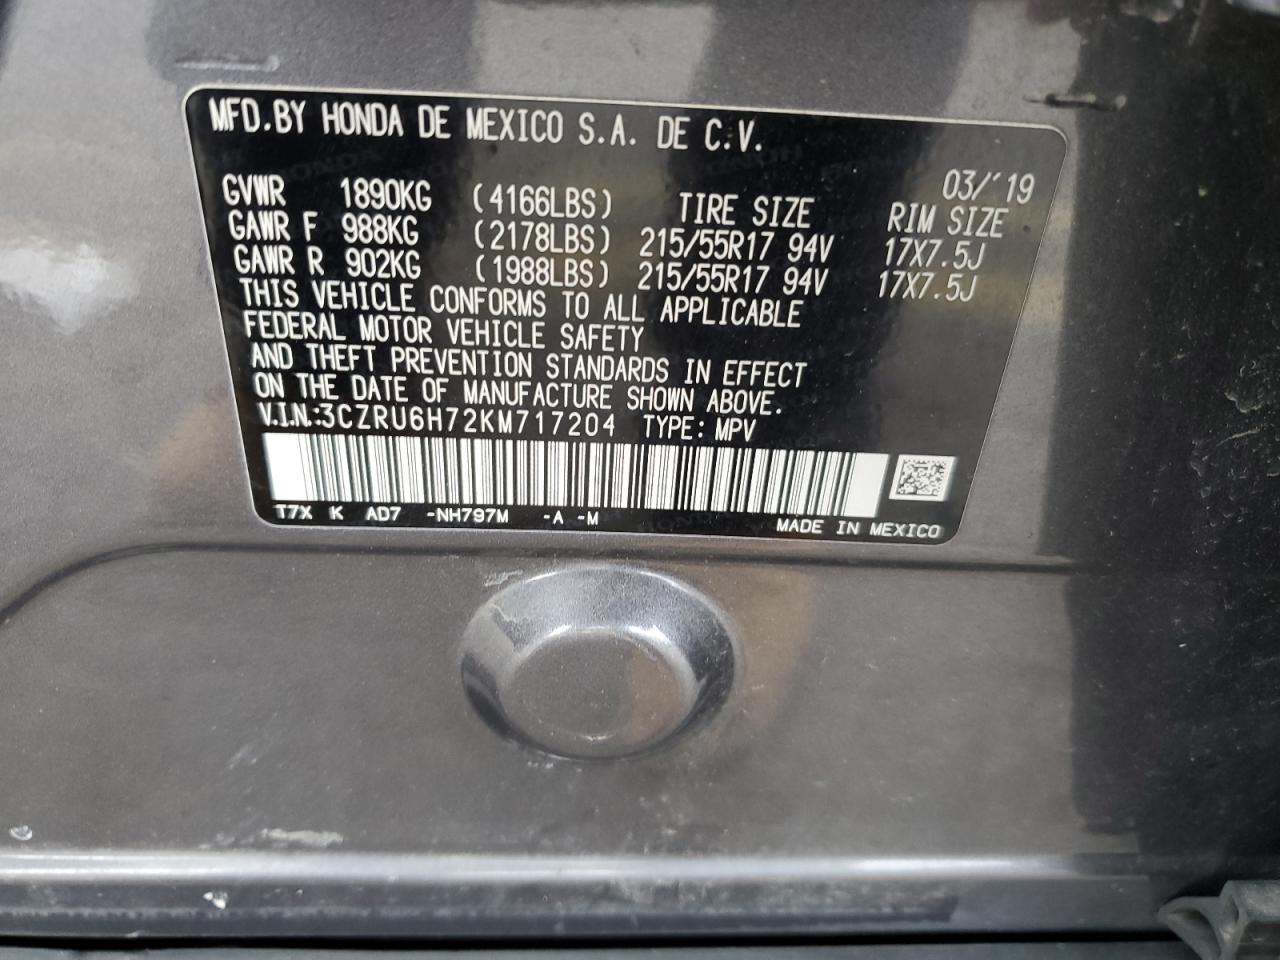 MFD.BY HONDA DE MEXICO S.A. DE C.V.
03/'19
GVWR 1890KG (4166LBS) TIRE SIZE RIM SIZE
GAWR F 988KG (2178LBS) 215/55R17 94V 17X7.5J
GAWR R 902KG (1988LBS) 215/55R17 94V 17X7.5J
THIS VEHICLE CONFORMS TO ALL APPLICABLE
FEDERAL MOTOR VEHICLE SAFETY
AND THEFT PREVENTION STANDARDS IN EFFECT
ON THE DATE OF MANUFACTURE SHOWN ABOVE.
V.I.N.:3CZRU6H72KM717204 TYPE: MPV
T7X K AD7 -NH797M -A -M
MADE IN MEXICO